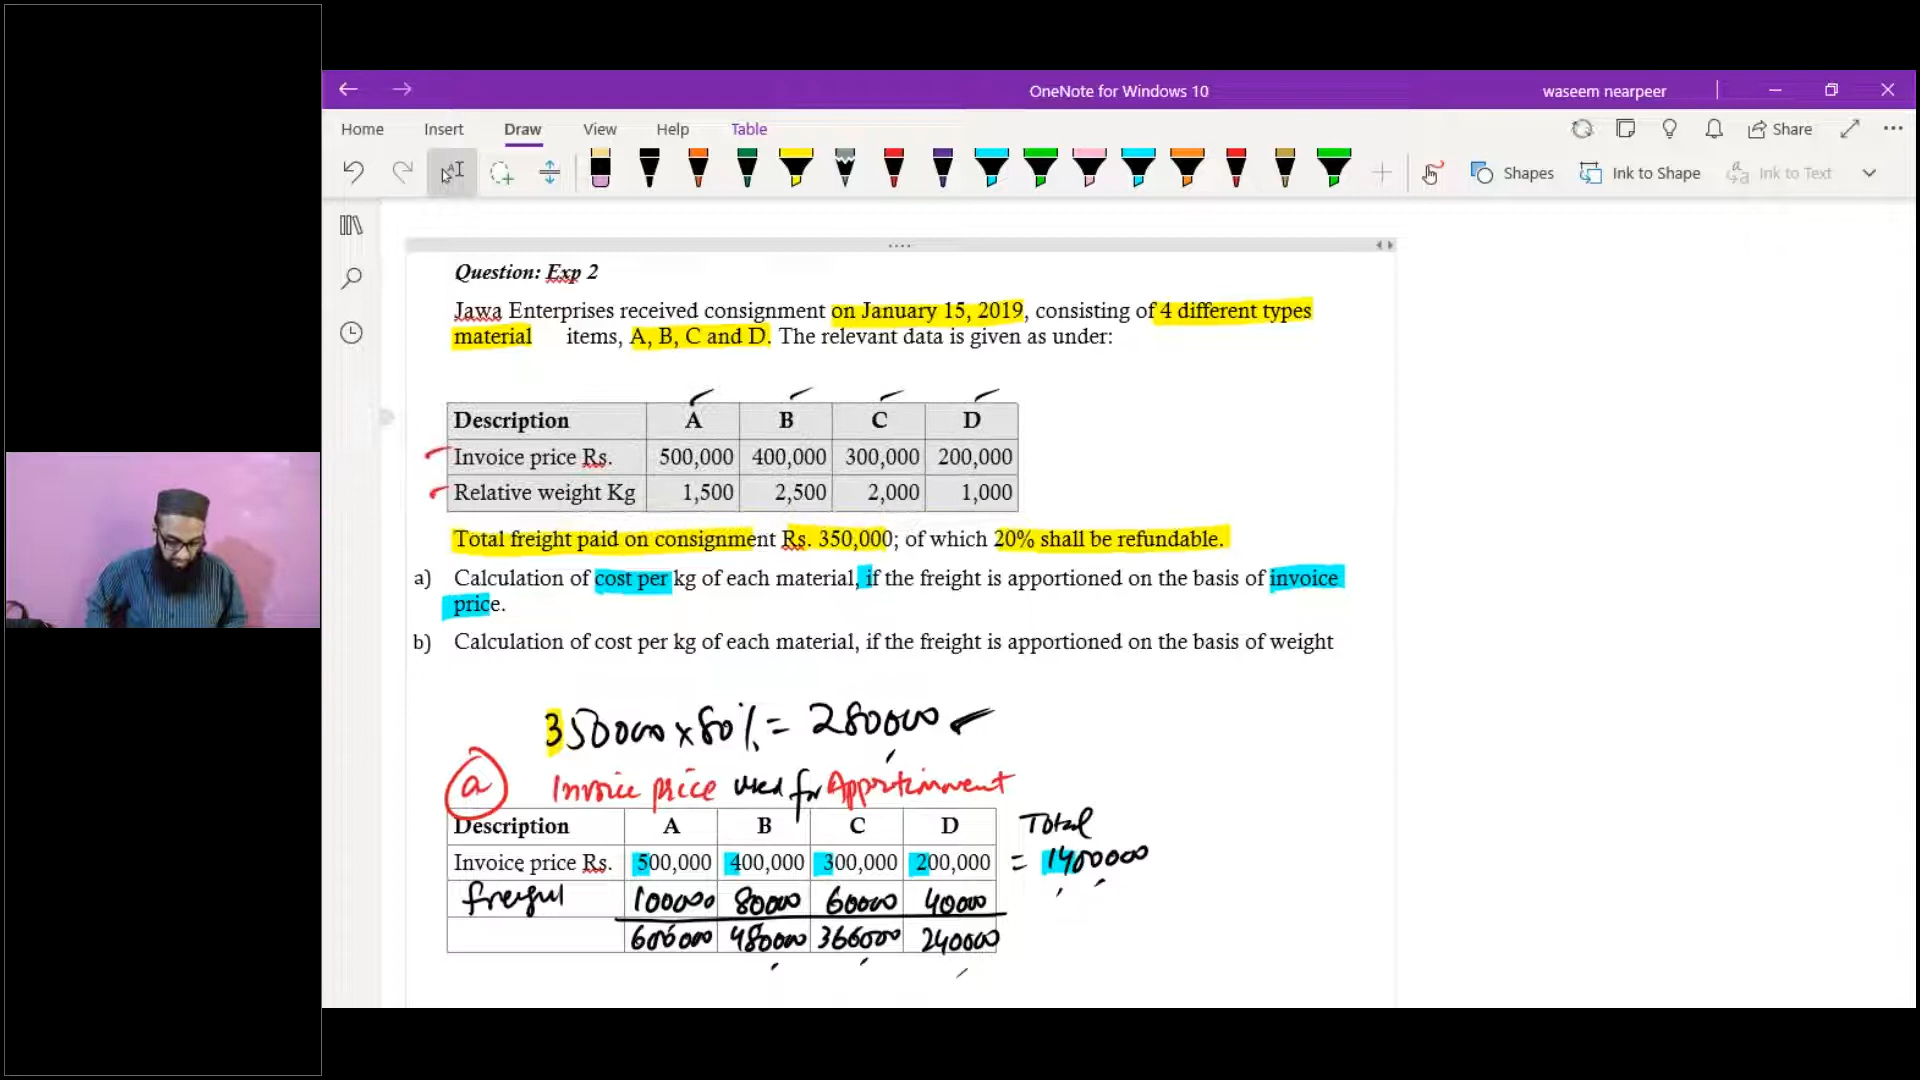 OneNote for Windows 10
waseem nearpeer
Home Insert Draw View Help Table
Share
Shapes Ink to Shape Ink to Text
Question: Exp 2
Jawa Enterprises received consignment on January 15, 2019, consisting of 4 different types
material items, A, B, C and D. The relevant data is given as under:
Description A B C D
Invoice price Rs. 500,000 400,000 300,000 200,000
Relative weight Kg 1,500 2,500 2,000 1,000
Total freight paid on consignment Rs. 350,000; of which 20% shall be refundable.
a) Calculation of cost per kg of each material, if the freight is apportioned on the basis of invoice
price.
b) Calculation of cost per kg of each material, if the freight is apportioned on the basis of weight
350000 x 80% = 280000
a Invoice price used for Apportionment
Description A B C D Total
Invoice price Rs. 500,000 400,000 300,000 200,000 = 1400000
freight 100000 80000 60000 40000
600000 480000 360000 240000